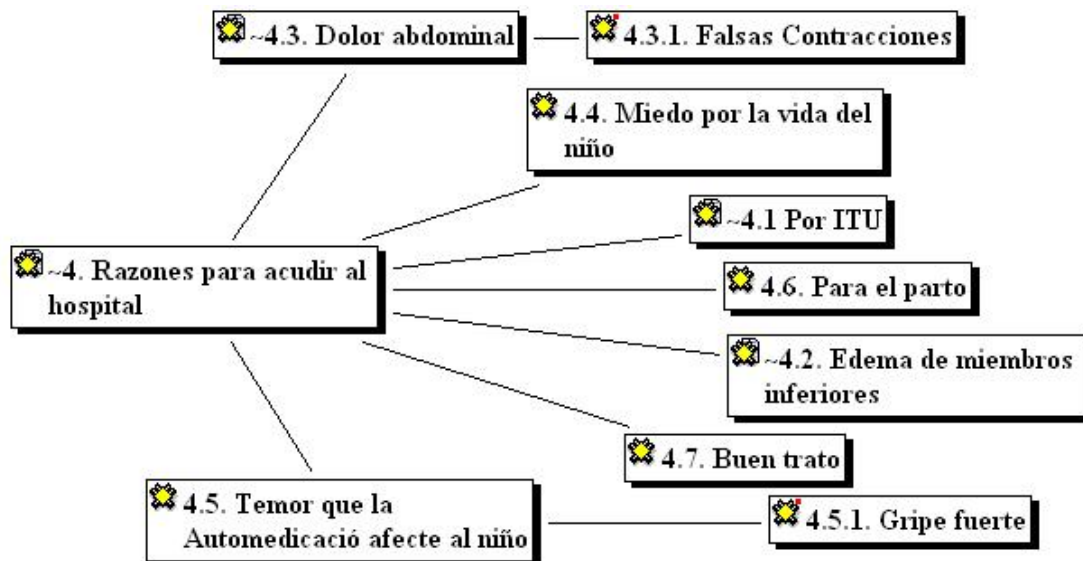 ~4.3. Dolor abdominal
4.3.1. Falsas Contracciones
4.4. Miedo por la vida del
niño
~4.1 Por ITU
~4. Razones para acudir al
hospital
4.6. Para el parto
~4.2. Edema de miembros
inferiores
4.7. Buen trato
4.5. Temor que la
Automedicació afecte al niño
4.5.1. Gripe fuerte